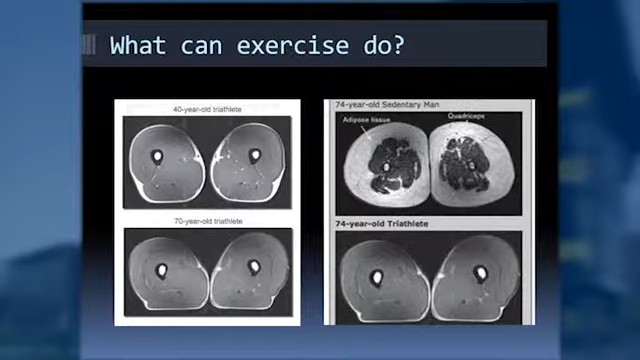 What can exercise do?
40-year-old triathlete
70-year-old triathlete
74-year-old Sedentary Man
Adipose tissue
Quadriceps
74-year-old Triathlete